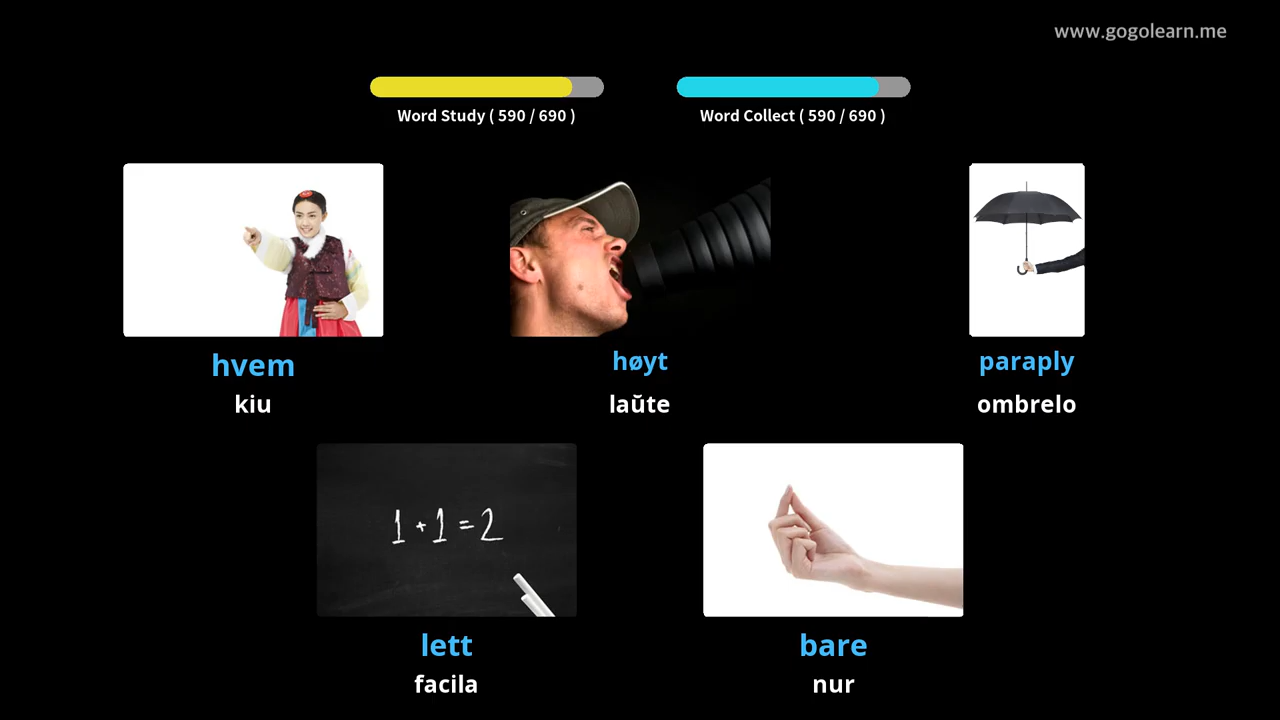 www.gogolearn.me
Word Study ( 590 / 690 )
Word Collect ( 590 / 690 )
hvem
kiu
høyt
laŭte
paraply
ombrelo
1 + 1 = 2
lett
facila
bare
nur